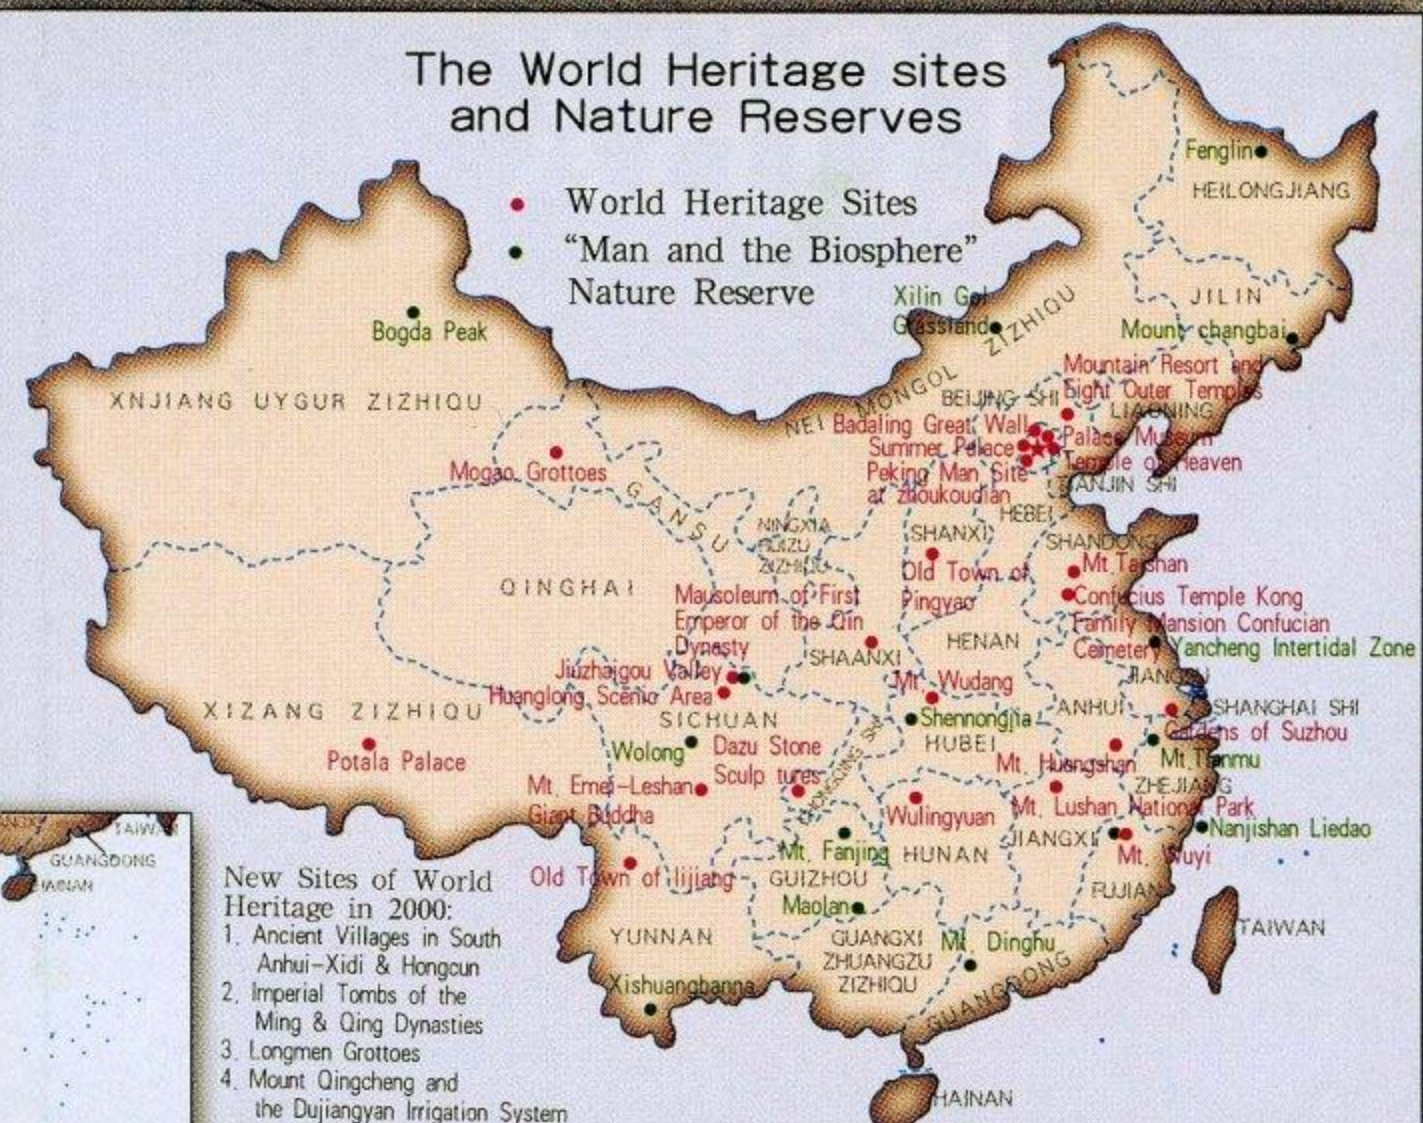 The World Heritage sites
and Nature Reserves
World Heritage Sites
“Man and the Biosphere”
Nature Reserve
Fenglin
HEILONGJIANG
Xilin Gol
Grassland
ZIZHIQU
JILIN
Mount changbai
Bogda Peak
XNJIANG UYGUR ZIZHIQU
NEI MONGOL
BEIJING SHI
Mountain Resort and
Eight Outer Temples
LIAONING
Badaling Great Wall
Palace Museum
Summer Palace
Temple of Heaven
Peking Man Site
at zhoukoudian
TIANJIN SHI
HEBEI
Mogao Grottoes
GANSU
NINGXIA
HUIZU
ZIZHIQU
SHANXI
SHANDONG
Old Town of
Pingyao
Mt. Taishan
QINGHAI
Mausoleum of First
Emperor of the Qin
Dynasty
Confucius Temple Kong
Family Mansion Confucian
Cemetery
Yancheng Intertidal Zone
HENAN
SHAANXI
Jiuzhaigou Valley
Huanglong Scenic Area
Mt. Wudang
JIANGSU
ANHUI
SHANGHAI SHI
XIZANG ZIZHIQU
SICHUAN
Shennongjia
HUBEI
Gardens of Suzhou
Wolong
Dazu Stone
Sculp tures
CHONGQING SHI
Potala Palace
Mt. Huangshan
Mt. Tianmu
ZHEJIANG
Mt. Emei-Leshan
Giant Buddha
Wulingyuan
Mt. Lushan National Park
Nanjishan Liedao
JIANGXI
Mt. Wuyi
Mt. Fanjing
HUNAN
Old Town of lijiang
GUIZHOU
Maolan
FUJIAN
TAIWAN
YUNNAN
GUANGXI
ZHUANGZU
ZIZHIQU
Mt. Dinghu
GUANGDONG
Xishuangbanna
HAINAN
TAIWAN
GUANGDONG
HAINAN
New Sites of World
Heritage in 2000:
1. Ancient Villages in South
Anhui-Xidi & Hongcun
2. Imperial Tombs of the
Ming & Qing Dynasties
3. Longmen Grottoes
4. Mount Qingcheng and
the Dujiangyan Irrigation System